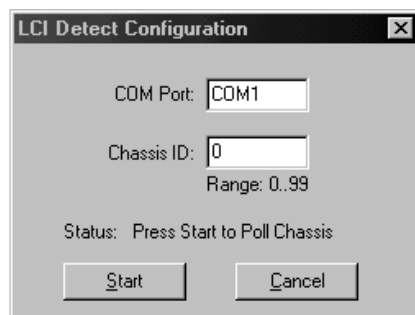 LCI Detect Configuration
COM Port: COM1
Chassis ID: 0
Range: 0..99
Status: Press Start to Poll Chassis
Start Cancel